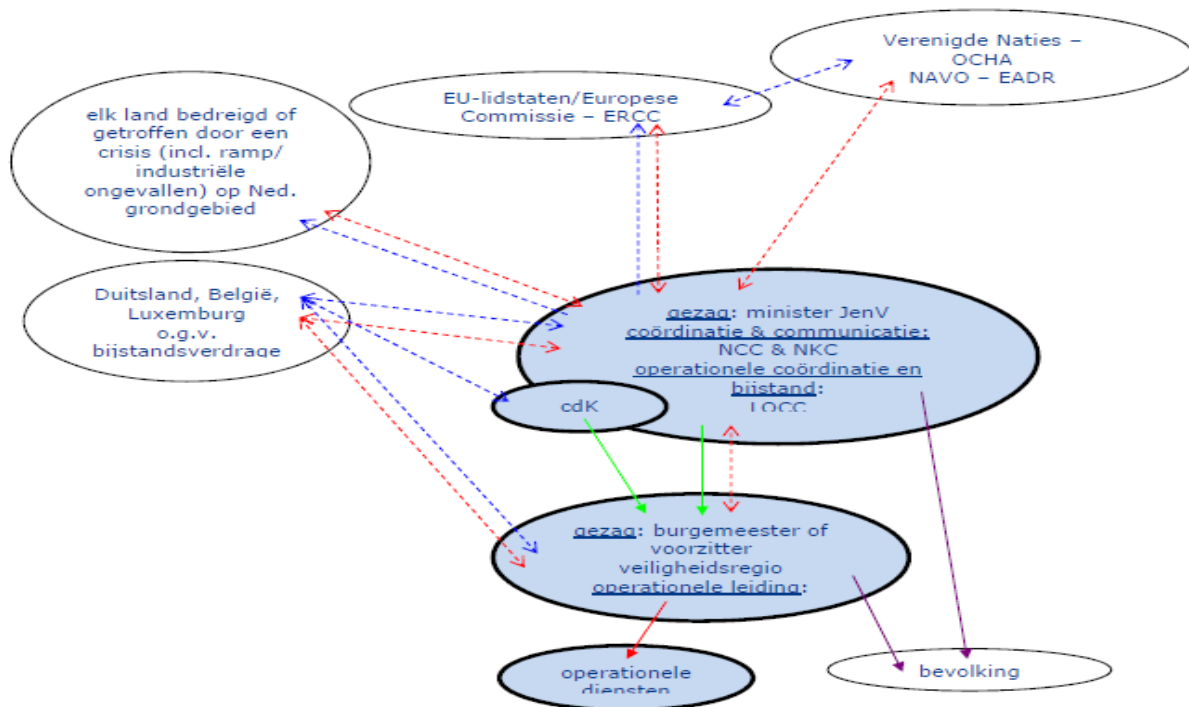 Verenigde Naties –
OCHA
NAVO – EADR
EU-lidstaten/Europese
Commissie – ERCC
elk land bedreigd of
getroffen door een
crisis (incl. ramp/
industriële
ongevallen) op Ned.
grondgebied
Duitsland, België,
Luxemburg
o.g.v.
bijstandsverdrage
gezag: minister JenV
coördinatie & communicatie:
NCC & NKC
operationele coördinatie en
bijstand:
LOCC
cdK
gezag: burgemeester of
voorzitter
veiligheidsregio
operationele leiding:
operationele
diensten
bevolking